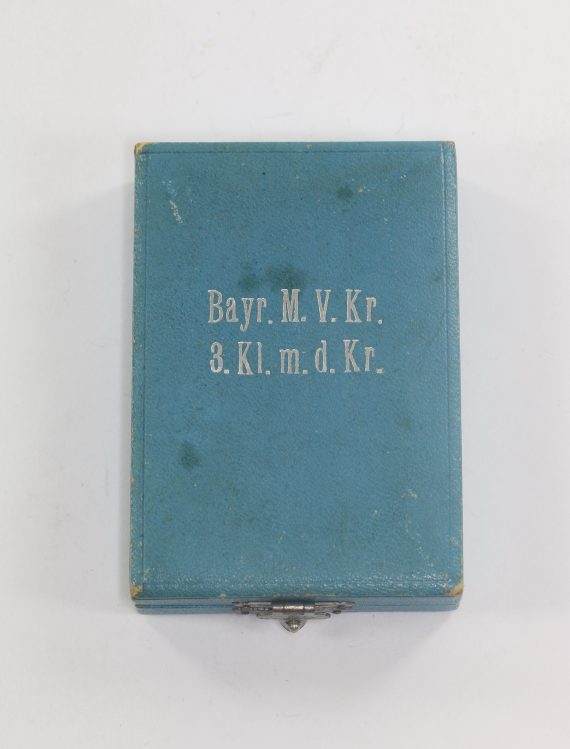 Bayr. M. V. Kr.
3. Kl. m. d. Kr.